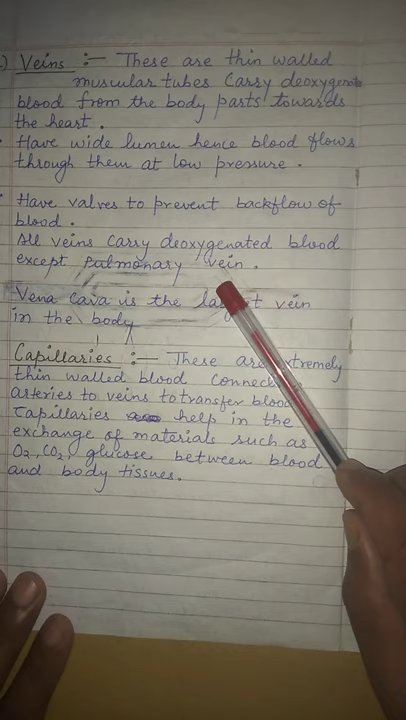 ) Veins :- These are thin walled
muscular tubes carry deoxygenate
blood from the body parts towards
the heart.
Have wide lumen hence blood flows
through them at low pressure.
Have valves to prevent backflow of
blood.
All veins carry deoxygenated blood
except pulmonary vein.
Vena Cava is the vein
in the body
Capillaries :- These are
thin walled blood
arteries to veins to transfer blood
Capillaries help in the
exchange of materials such as
O2, CO2, glucose between blood
and body tissues.